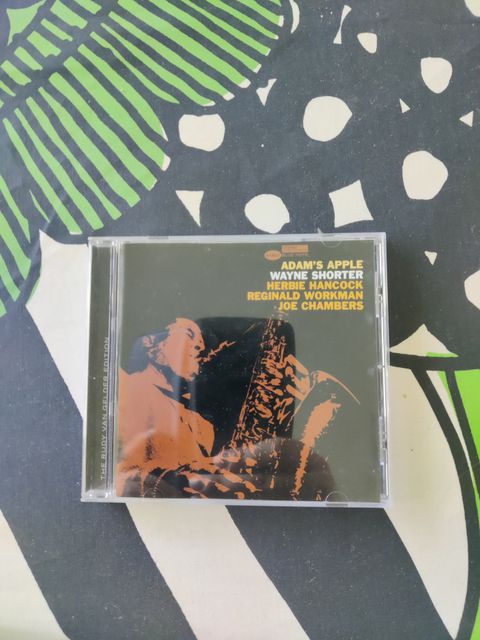 ADAM'S APPLE
WAYNE SHORTER
HERBIE HANCOCK
REGINALD WORKMAN
JOE CHAMBERS
THE RUDY VAN GELDER EDITION